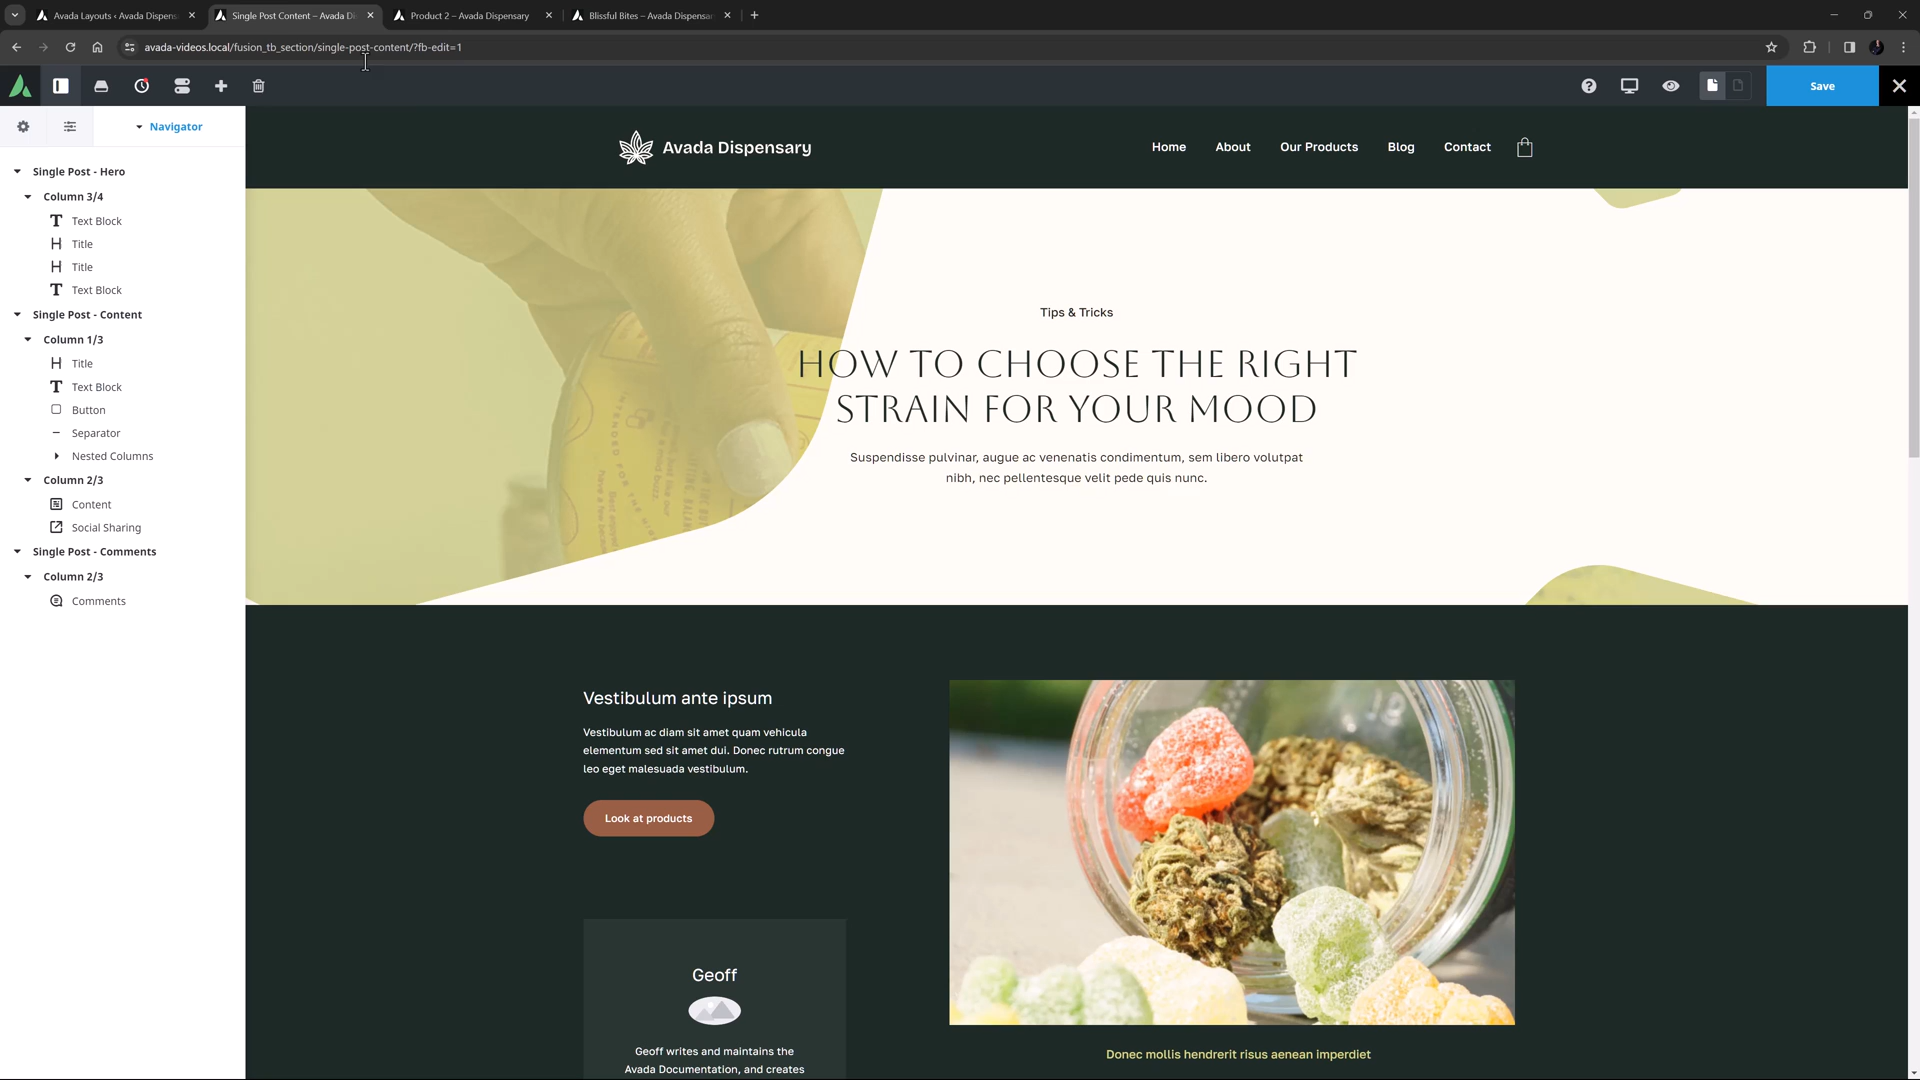 Avada Layouts ‹ Avada Dispens
Single Post Content – Avada Di
Product 2 – Avada Dispensary
Blissful Bites – Avada Dispensar
avada-videos.local/fusion_tb_section/single-post-content/?fb-edit=1
Save
Navigator
Single Post - Hero
Column 3/4
Text Block
Title
Title
Text Block
Single Post - Content
Column 1/3
Title
Text Block
Button
Separator
Nested Columns
Column 2/3
Content
Social Sharing
Single Post - Comments
Column 2/3
Comments
Avada Dispensary
Home
About
Our Products
Blog
Contact
Tips & Tricks
HOW TO CHOOSE THE RIGHT
STRAIN FOR YOUR MOOD
Suspendisse pulvinar, augue ac venenatis condimentum, sem libero volutpat
nibh, nec pellentesque velit pede quis nunc.
Vestibulum ante ipsum
Vestibulum ac diam sit amet quam vehicula
elementum sed sit amet dui. Donec rutrum congue
leo eget malesuada vestibulum.
Look at products
Geoff
Geoff writes and maintains the
Avada Documentation, and creates
Donec mollis hendrerit risus aenean imperdiet